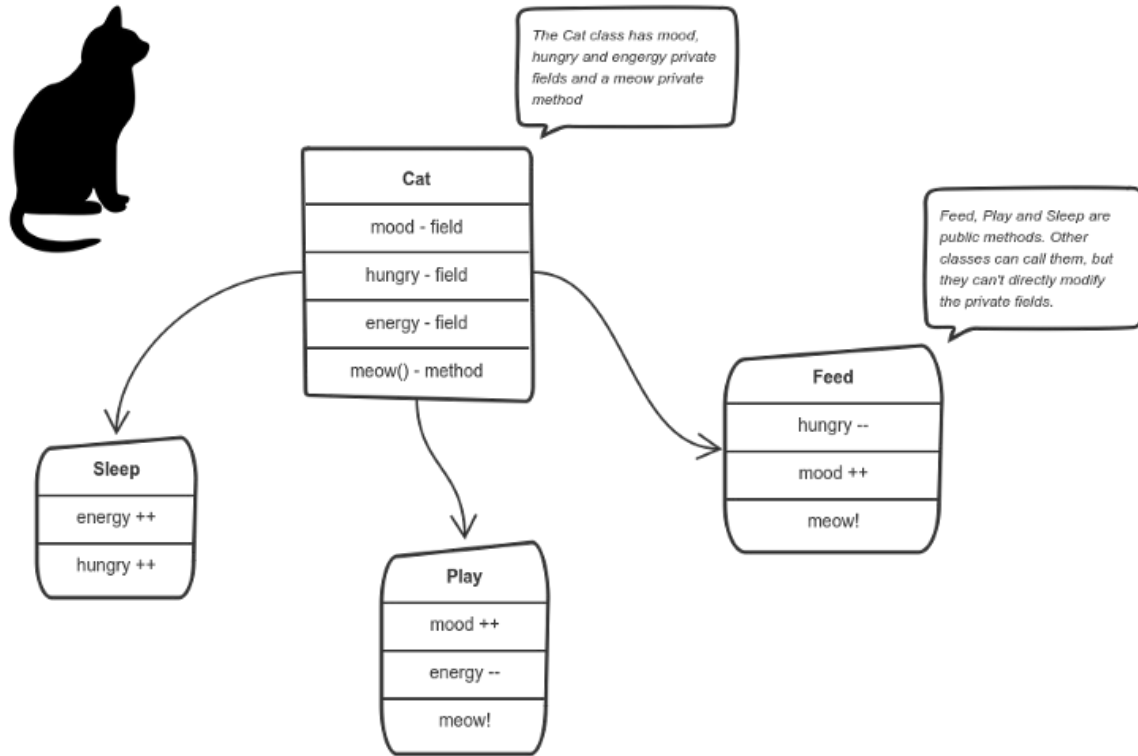 The Cat class has mood,
hungry and engergy private
fields and a meow private
method
Cat
mood - field
hungry - field
energy - field
meow() - method
Feed, Play and Sleep are
public methods. Other
classes can call them, but
they can't directly modify
the private fields.
Feed
hungry --
mood ++
meow!
Sleep
energy ++
hungry ++
Play
mood ++
energy --
meow!